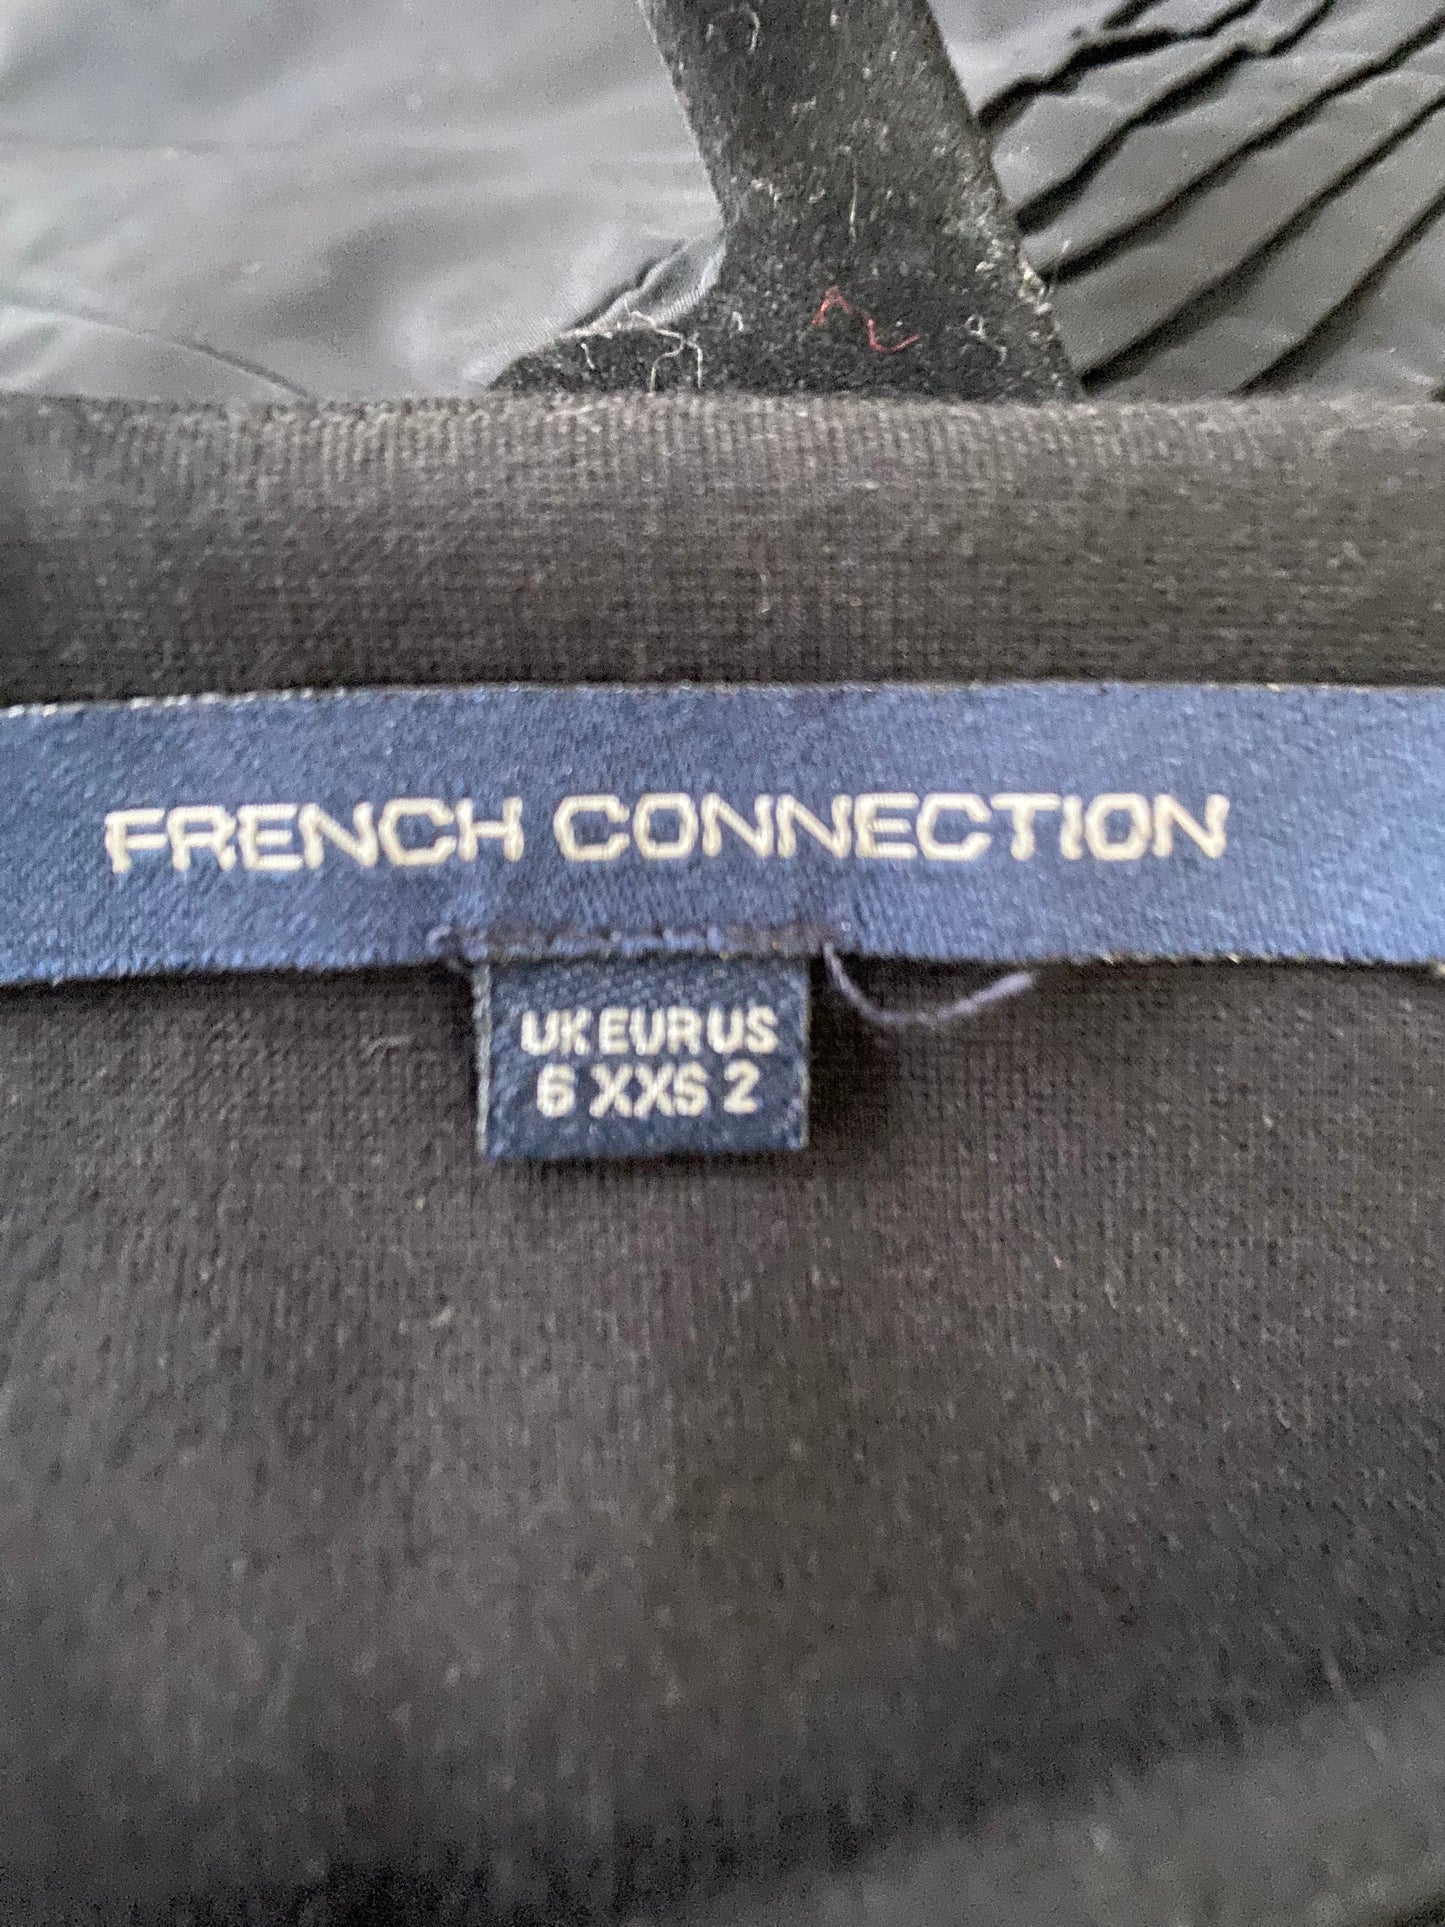 FRENCH CONNECTION
UK EUR US
6 XXS 2